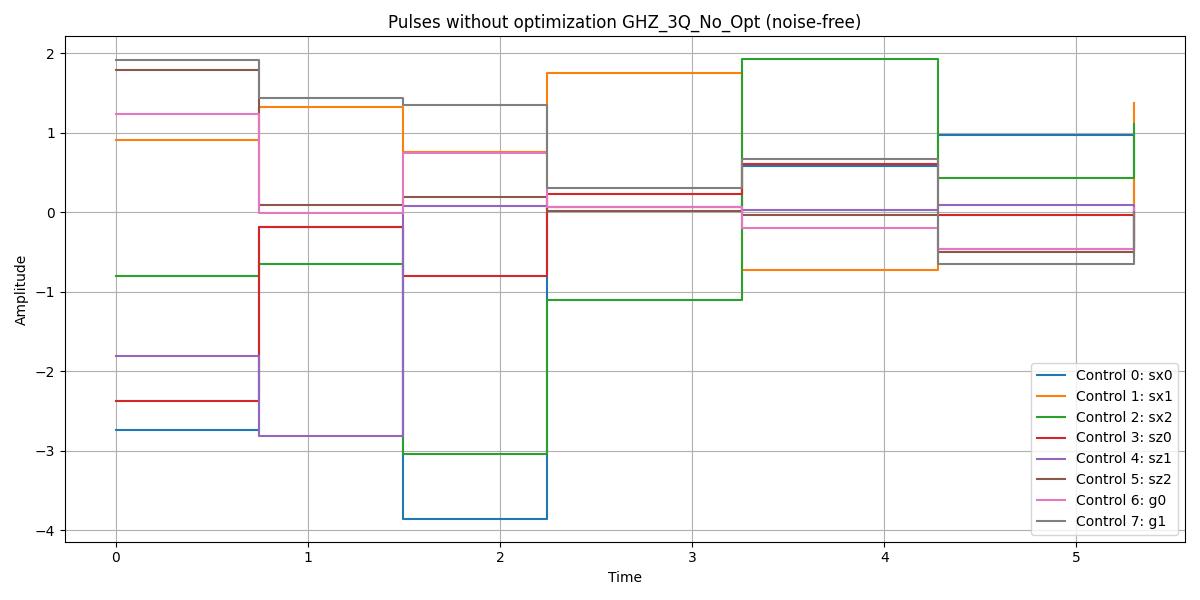 Pulses without optimization GHZ_3Q_No_Opt (noise-free)
2
1
0
−1
−2
−3
−4
Amplitude
0 1 2 3 4 5
Time
Control 0: sx0
Control 1: sx1
Control 2: sx2
Control 3: sz0
Control 4: sz1
Control 5: sz2
Control 6: g0
Control 7: g1